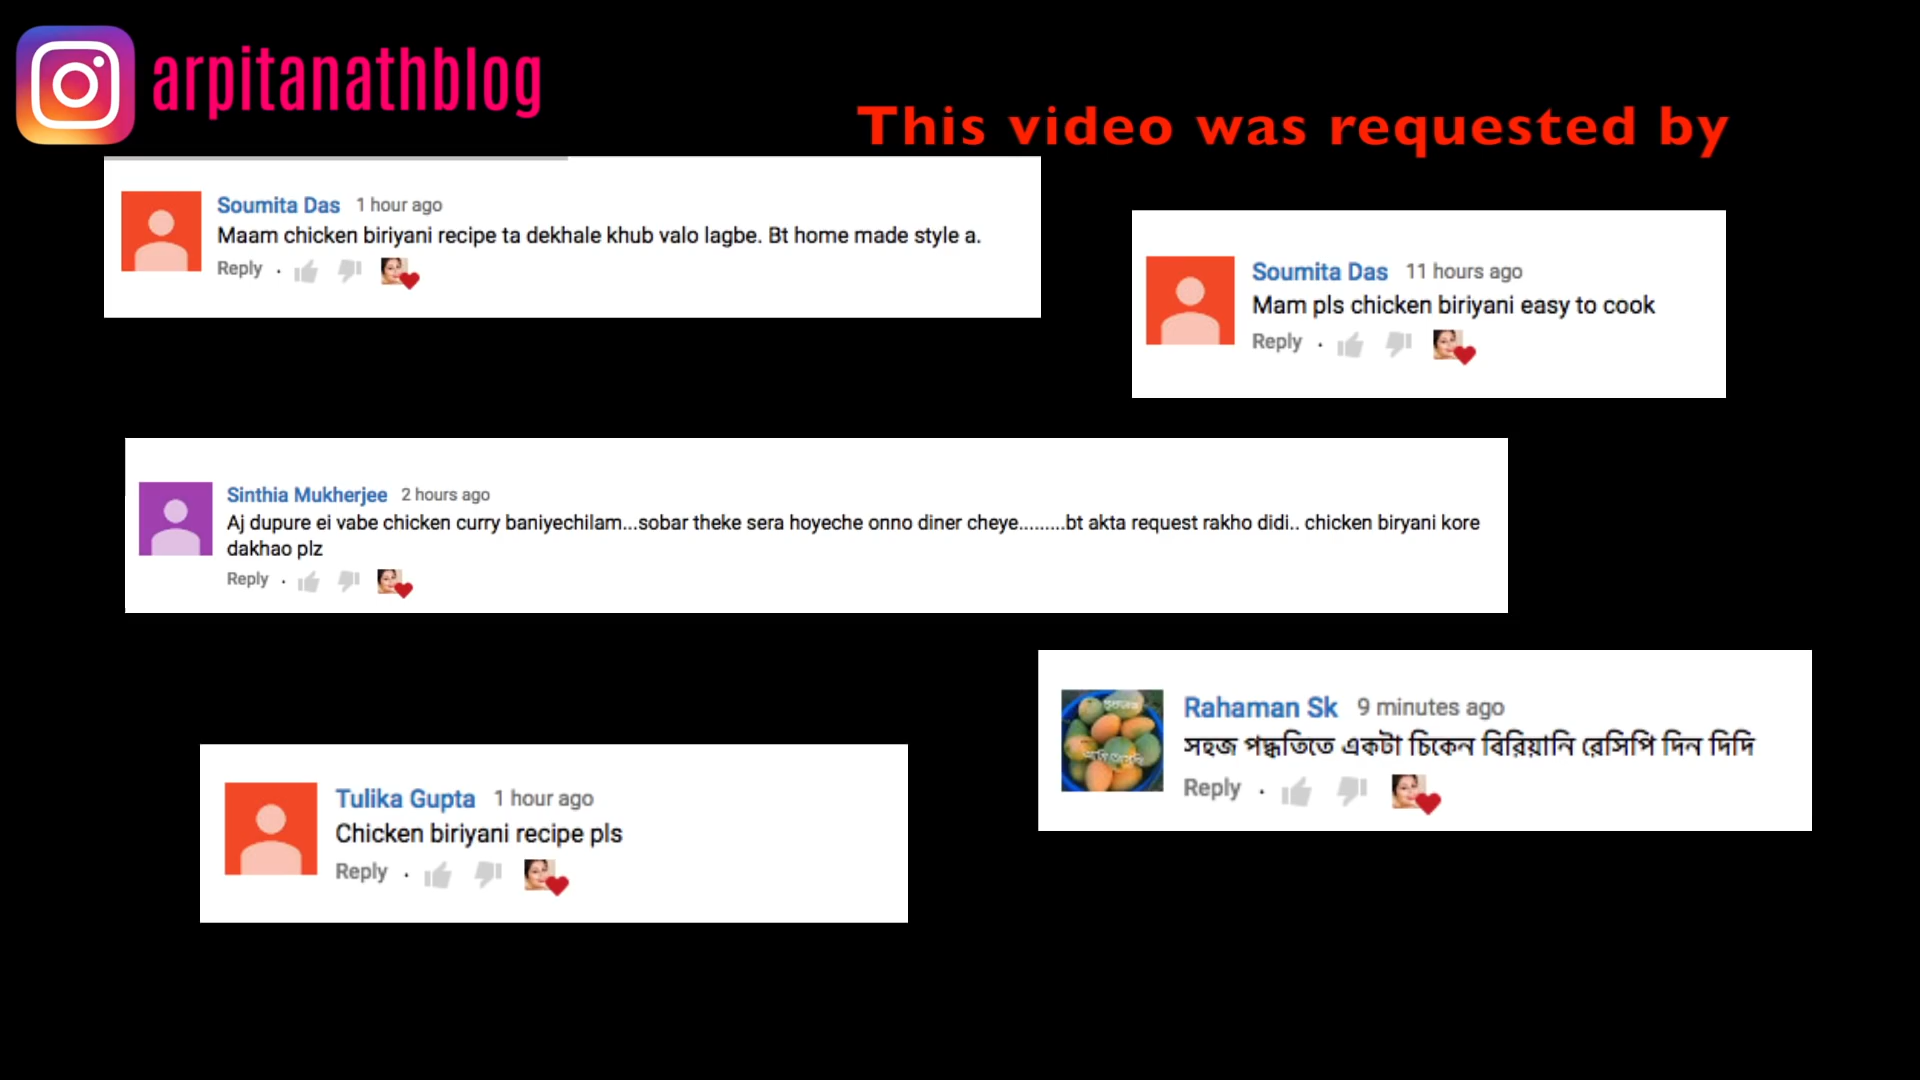 arpitanathblog
This video was requested by
Soumita Das 1 hour ago
Maam chicken biriyani recipe ta dekhale khub valo lagbe. Bt home made style a.
Reply ·
Soumita Das 11 hours ago
Mam pls chicken biriyani easy to cook
Reply ·
Sinthia Mukherjee 2 hours ago
Aj dupure ei vabe chicken curry baniyechilam...sobar theke sera hoyeche onno diner cheye.........bt akta request rakho didi.. chicken biryani kore
dakhao plz
Reply ·
Rahaman Sk 9 minutes ago
সহজ পদ্ধতিতে একটা চিকেন বিরিয়ানি রেসিপি দিন দিদি
Reply ·
Tulika Gupta 1 hour ago
Chicken biriyani recipe pls
Reply ·